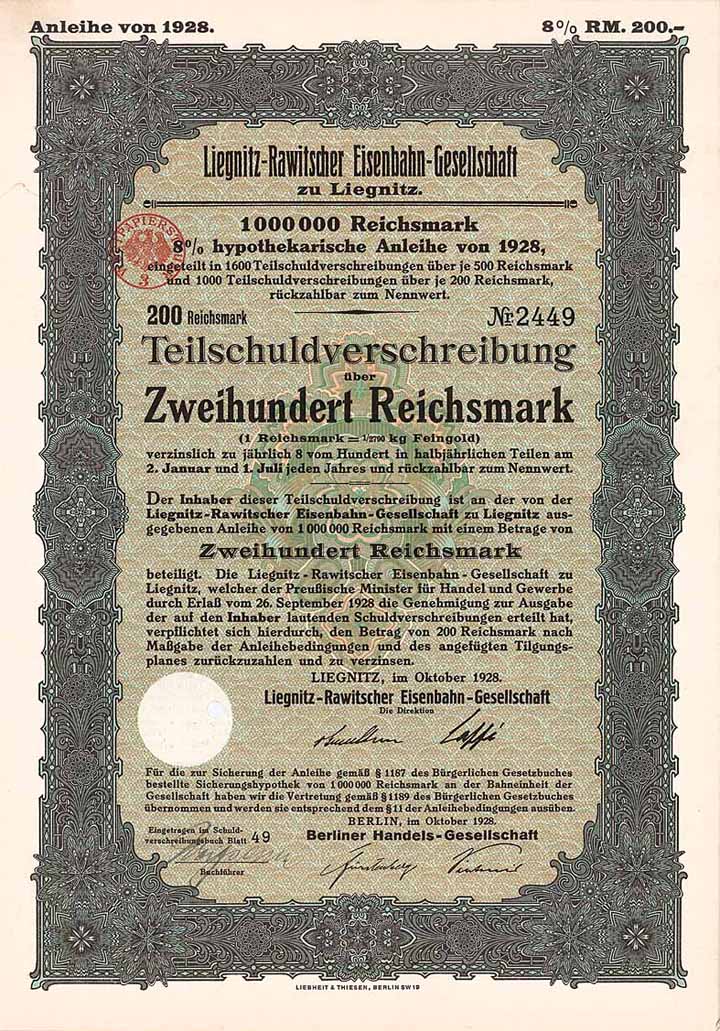 Anleihe von 1928.
8% RM. 200.-
Liegnitz-Rawitscher Eisenbahn-Gesellschaft
zu Liegnitz.
1000000 Reichsmark
8% hypothekarische Anleihe von 1928,
eingeteilt in 1600 Teilschuldverschreibungen über je 500 Reichsmark
und 1000 Teilschuldverschreibungen über je 200 Reichsmark,
rückzahlbar zum Nennwert.
200 Reichsmark
Nr 2449
Teilschuldverschreibung
über
Zweihundert Reichsmark
(1 Reichsmark = 1/2790 kg Feingold)
verzinslich zu jährlich 8 vom Hundert in halbjährlichen Teilen am
2. Januar und 1. Juli jeden Jahres und rückzahlbar zum Nennwert.
Der Inhaber dieser Teilschuldverschreibung ist an der von der
Liegnitz-Rawitscher Eisenbahn-Gesellschaft zu Liegnitz aus-
gegebenen Anleihe von 1000000 Reichsmark mit einem Betrage von
Zweihundert Reichsmark
beteiligt. Die Liegnitz-Rawitscher Eisenbahn-Gesellschaft zu
Liegnitz, welcher der Preußische Minister für Handel und Gewerbe
durch Erlaß vom 26. September 1928 die Genehmigung zur Ausgabe
der auf den Inhaber lautenden Schuldverschreibungen erteilt hat,
verpflichtet sich hierdurch, den Betrag von 200 Reichsmark nach
Maßgabe der Anleihebedingungen und des angefügten Tilgungs-
planes zurückzuzahlen und zu verzinsen.
LIEGNITZ, im Oktober 1928.
Liegnitz-Rawitscher Eisenbahn-Gesellschaft
Die Direktion
Für die zur Sicherung der Anleihe gemäß § 1187 des Bürgerlichen Gesetzbuches
bestellte Sicherungshypothek von 1000000 Reichsmark an der Bahneinheit der
Gesellschaft haben wir die Vertretung gemäß § 1189 des Bürgerlichen Gesetzbuches
übernommen und werden sie entsprechend dem § 11 der Anleihebedingungen ausüben.
BERLIN, im Oktober 1928.
Berliner Handels-Gesellschaft
Eingetragen im Schuld-
verschreibungsbuch Blatt 49
Buchführer
Fürstenberg
LIEBHEIT & THIESEN, BERLIN SW19